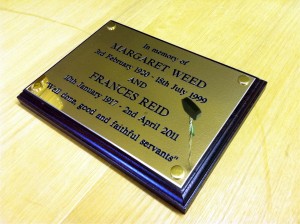 In memory of
MARGARET WEED
3rd February 1920 - 18th July 1999
AND
FRANCES REID
11th January 1917 - 2nd April 2011
"Well done, good and faithful servants"